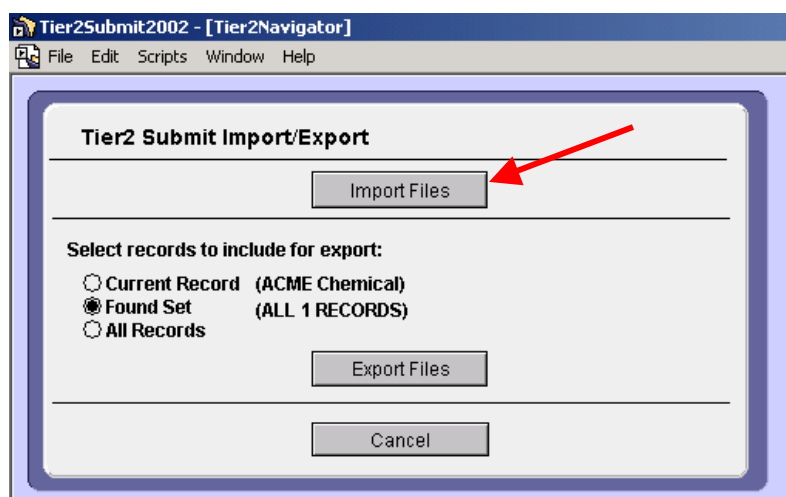 Tier2Submit2002 - [Tier2Navigator]
File Edit Scripts Window Help
Tier2 Submit Import/Export
Import Files
Select records to include for export:
Current Record (ACME Chemical)
Found Set (ALL 1 RECORDS)
All Records
Export Files
Cancel